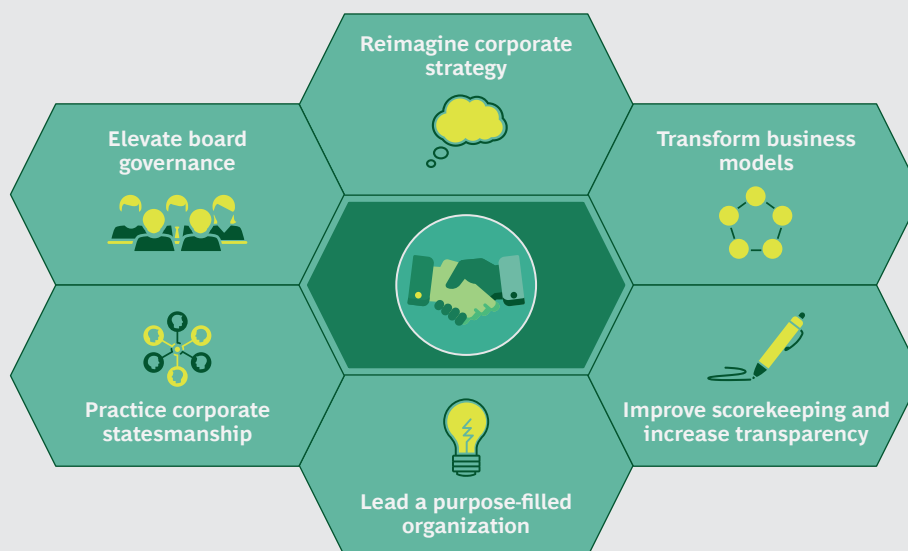 Reimagine corporate
strategy
Elevate board
governance
Transform business
models
Practice corporate
statesmanship
Improve scorekeeping and
increase transparency
Lead a purpose-filled
organization